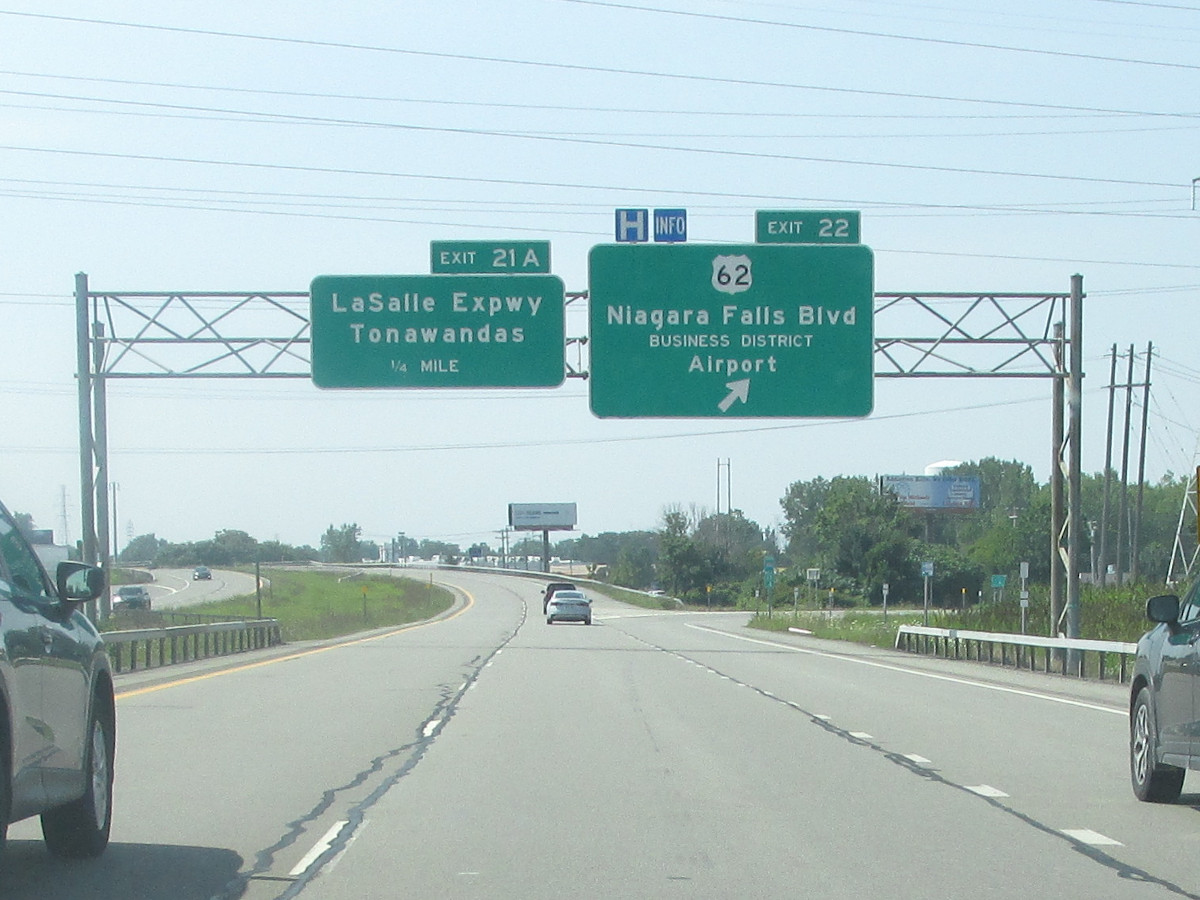 EXIT 21A
LaSalle Expwy
Tonawandas
1/4 MILE
H INFO
EXIT 22
62
Niagara Falls Blvd
BUSINESS DISTRICT
Airport